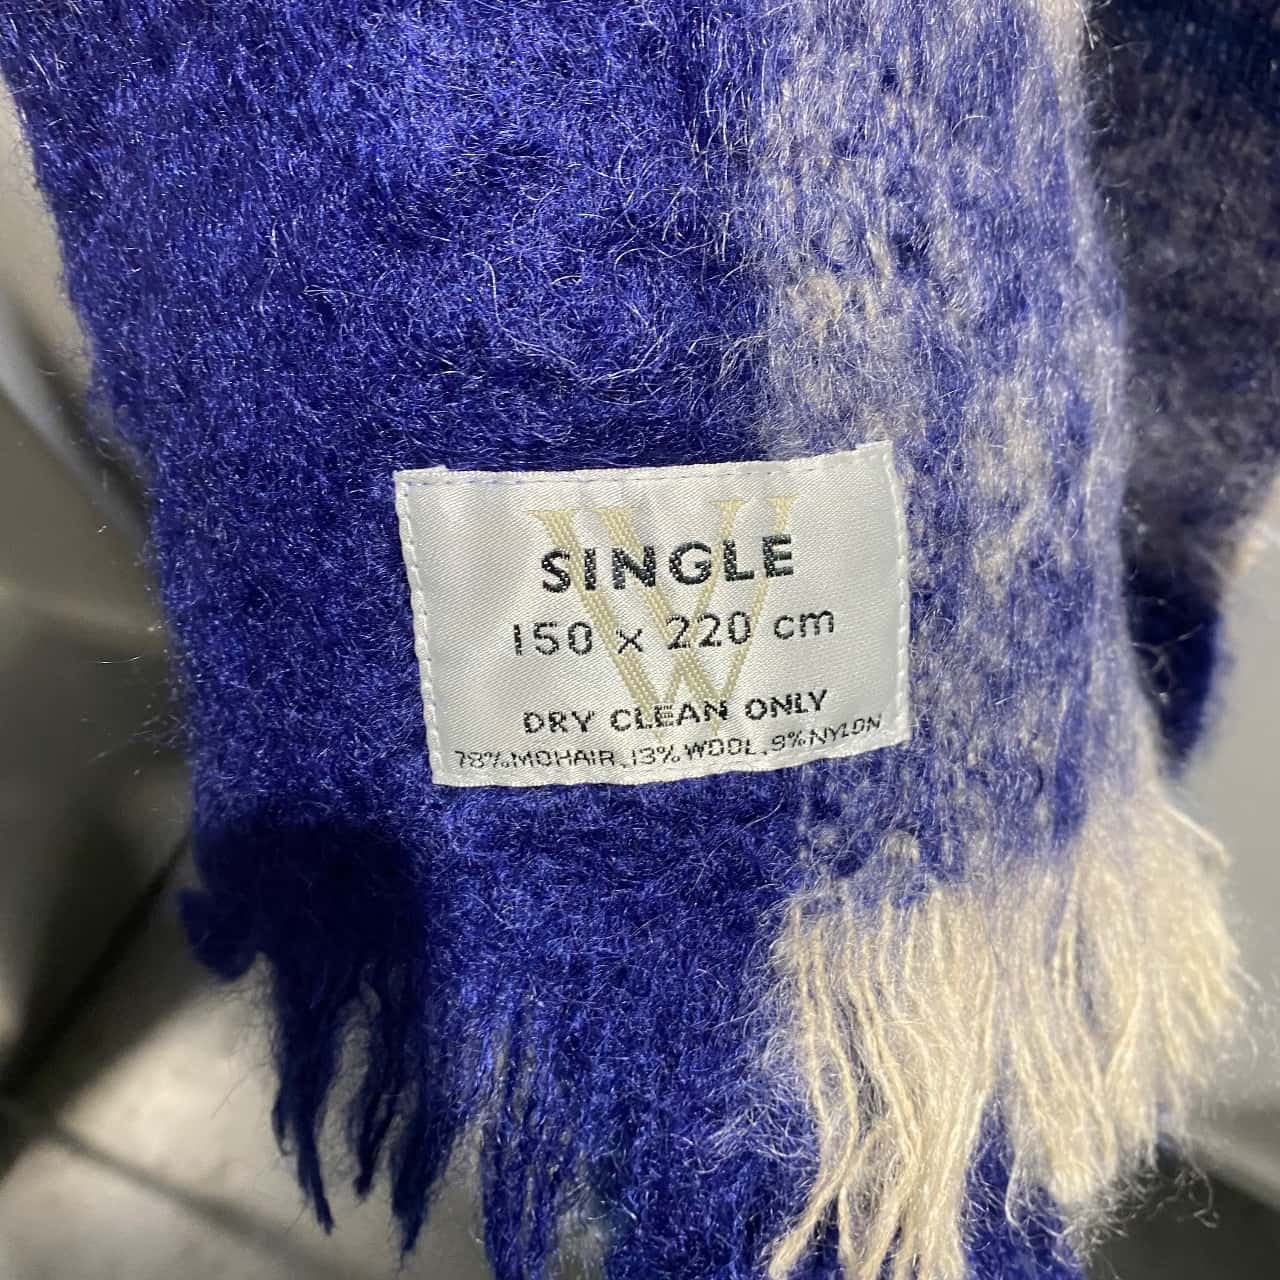 W
SINGLE
150 x 220 cm
DRY CLEAN ONLY
78% MOHAIR, 13% WOOL, 9% NYLON